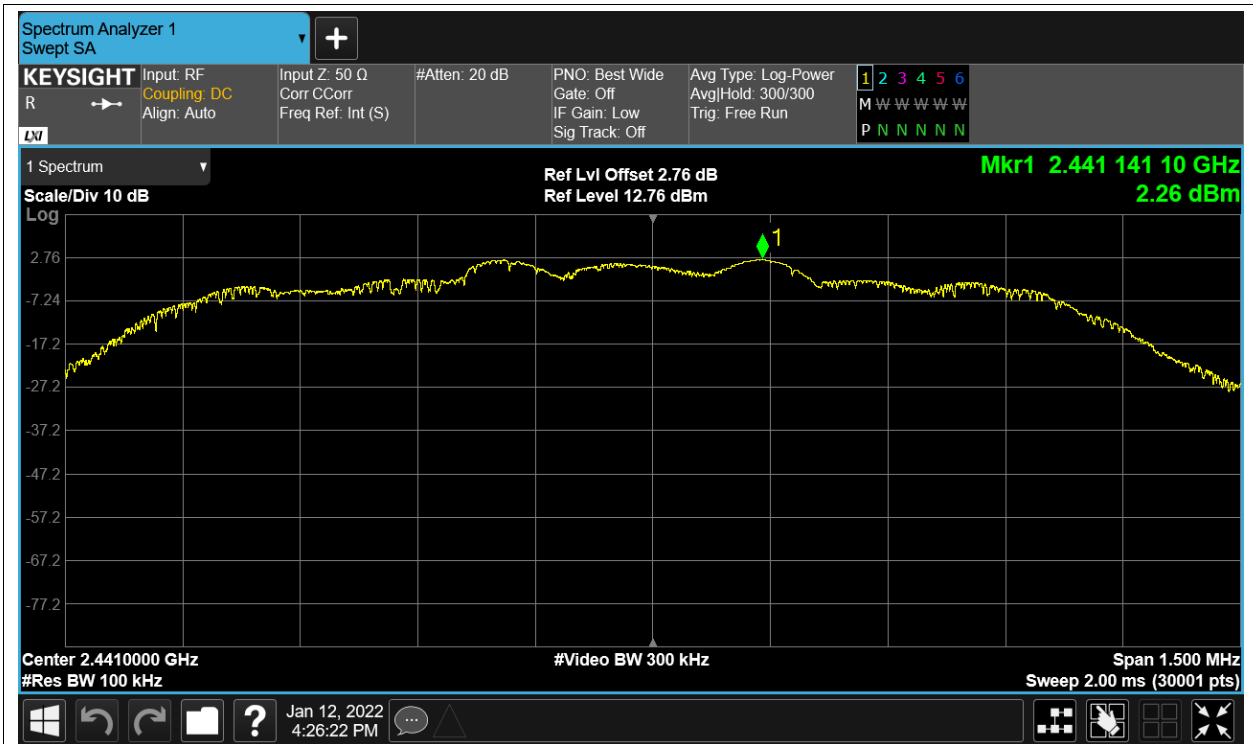 Spectrum Analyzer 1
Swept SA
KEYSIGHT
R
LXI
Input: RF
Coupling: DC
Align: Auto
Input Z: 50 Ω
Corr CCorr
Freq Ref: Int (S)
#Atten: 20 dB
PNO: Best Wide
Gate: Off
IF Gain: Low
Sig Track: Off
Avg Type: Log-Power
Avg|Hold: 300/300
Trig: Free Run
1 2 3 4 5 6
M W W W W W
P N N N N N
1 Spectrum
Scale/Div 10 dB
Log
Ref Lvl Offset 2.76 dB
Ref Level 12.76 dBm
Mkr1 2.441 141 10 GHz
2.26 dBm
1
2.76
-7.24
-17.2
-27.2
-37.2
-47.2
-57.2
-67.2
-77.2
Center 2.4410000 GHz
#Res BW 100 kHz
#Video BW 300 kHz
Span 1.500 MHz
Sweep 2.00 ms (30001 pts)
?
Jan 12, 2022
4:26:22 PM